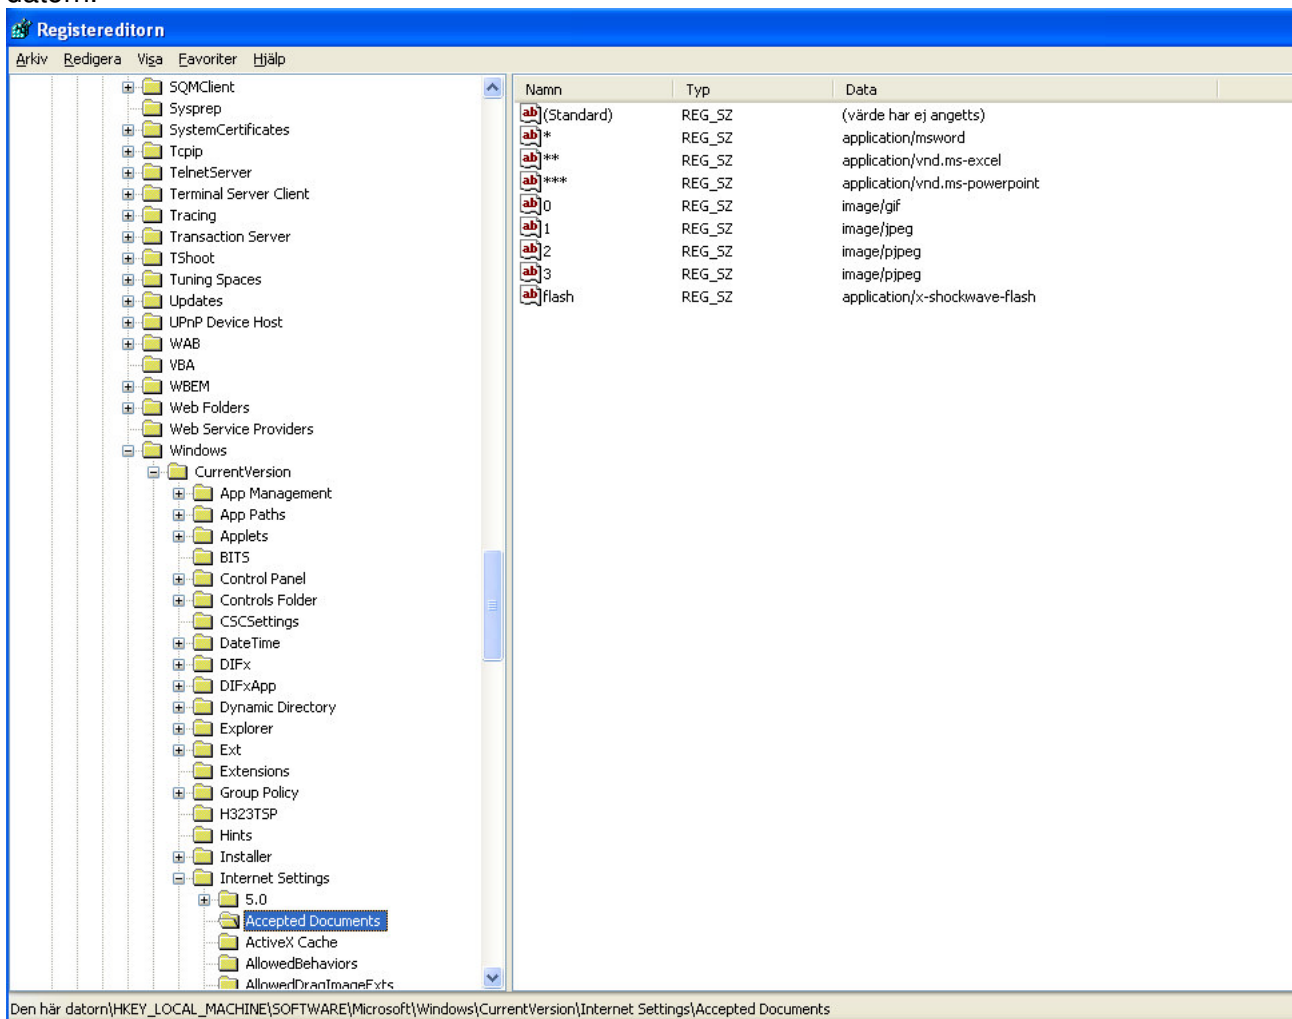 datorn.
Registereditorn
Arkiv Redigera Visa Favoriter Hjälp
SQMClient
Sysprep
SystemCertificates
Tcpip
TelnetServer
Terminal Server Client
Tracing
Transaction Server
TShoot
Tuning Spaces
Updates
UPnP Device Host
WAB
VBA
WBEM
Web Folders
Web Service Providers
Windows
CurrentVersion
App Management
App Paths
Applets
BITS
Control Panel
Controls Folder
CSCSettings
DateTime
DIFx
DIFxApp
Dynamic Directory
Explorer
Ext
Extensions
Group Policy
H323TSP
Hints
Installer
Internet Settings
5.0
Accepted Documents
ActiveX Cache
AllowedBehaviors
AllowedDragImageExts
Namn Typ Data
(Standard) REG_SZ (värde har ej angetts)
* REG_SZ application/msword
** REG_SZ application/vnd.ms-excel
*** REG_SZ application/vnd.ms-powerpoint
0 REG_SZ image/gif
1 REG_SZ image/jpeg
2 REG_SZ image/pjpeg
3 REG_SZ image/pjpeg
flash REG_SZ application/x-shockwave-flash
Den här datorn\HKEY_LOCAL_MACHINE\SOFTWARE\Microsoft\Windows\CurrentVersion\Internet Settings\Accepted Documents